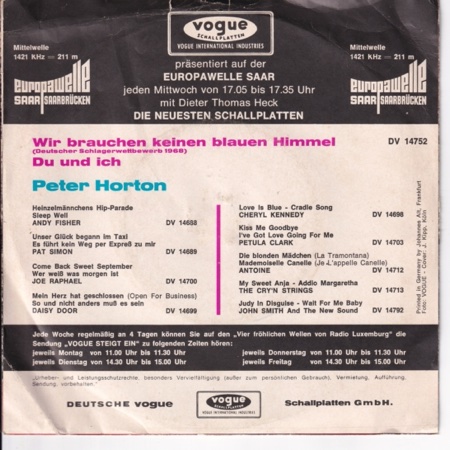 vogue
SCHALLPLATTEN
VOGUE INTERNATIONAL INDUSTRIES
Mittelwelle
1421 KHz — 211 m
europawelle
SAAR SAARBRÜCKEN
Mittelwelle
1421 KHz — 211 m
europawelle
SAAR SAARBRÜCKEN
präsentiert auf der
EUROPAWELLE SAAR
jeden Mittwoch von 17.05 bis 17.35 Uhr
mit Dieter Thomas Heck
DIE NEUESTEN SCHALLPLATTEN
Wir brauchen keinen blauen Himmel DV 14752
(Deutscher Schlagerwettbewerb 1968)
Du und ich
Peter Horton
Heinzelmännchens Hip-Parade
Sleep Well
ANDY FISHER DV 14688
Unser Glück begann im Taxi
Es führt kein Weg per Expreß zu mir
PAT SIMON DV 14689
Come Back Sweet September
Wer weiß was morgen ist
JOE RAPHAEL DV 14700
Mein Herz hat geschlossen (Open For Business)
So und nicht anders muß es sein
DAISY DOOR DV 14699
Love Is Blue - Cradle Song
CHERYL KENNEDY DV 14698
Kiss Me Goodbye
I've Got Love Going For Me
PETULA CLARK DV 14703
Die blonden Mädchen (La Tramontana)
Mademoiselle Canelle (Je L'appelle Canelle)
ANTOINE DV 14712
My Sweet Anja - Addio Margaretha
THE CRY'N STRINGS DV 14713
Judy In Disguise - Wait For Me Baby
JOHN SMITH And The New Sound DV 14792
Printed in Germany by Johannes Alt, Frankfurt
Foto: VOGUE - Cover: J. Kipp, Köln
Jede Woche regelmäßig an 4 Tagen können Sie auf den „Vier fröhlichen Wellen von Radio Luxemburg" die
Sendung „VOGUE STEIGT EIN" zu folgenden Zeiten hören:
jeweils Montag von 11.00 Uhr bis 11.30 Uhr
jeweils Dienstag von 14.30 Uhr bis 15.00 Uhr
jeweils Donnerstag von 11.00 Uhr bis 11.30 Uhr
jeweils Freitag von 14.30 Uhr bis 15.00 Uhr
„Urheber- und Leistungsschutzrechte, besonders Vervielfältigung (außer zum persönlichen Gebrauch), Vermietung, Aufführung,
Sendung, vorbehalten."
DEUTSCHE vogue
vogue
SCHALLPLATTEN
VOGUE INTERNATIONAL INDUSTRIES
Schallplatten GmbH.